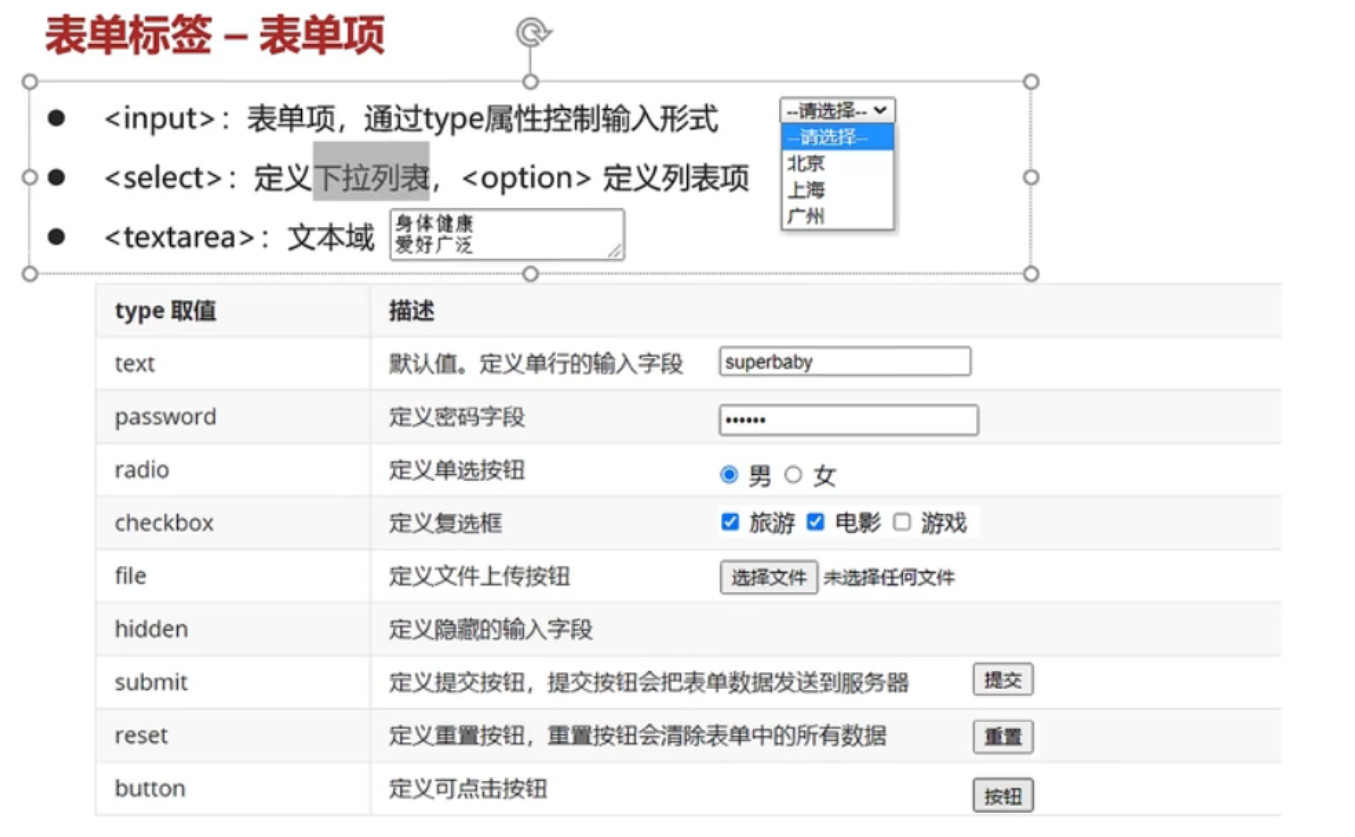 表单标签 – 表单项
● <input>：表单项，通过type属性控制输入形式
● <select>：定义下拉列表，<option> 定义列表项
● <textarea>：文本域
身体健康
爱好广泛
--请选择--
--请选择--
北京
上海
广州
type 取值 描述
text 默认值。定义单行的输入字段 superbaby
password 定义密码字段 ••••••
radio 定义单选按钮 男 女
checkbox 定义复选框 旅游 电影 游戏
file 定义文件上传按钮 选择文件 未选择任何文件
hidden 定义隐藏的输入字段
submit 定义提交按钮，提交按钮会把表单数据发送到服务器 提交
reset 定义重置按钮，重置按钮会清除表单中的所有数据 重置
button 定义可点击按钮 按钮